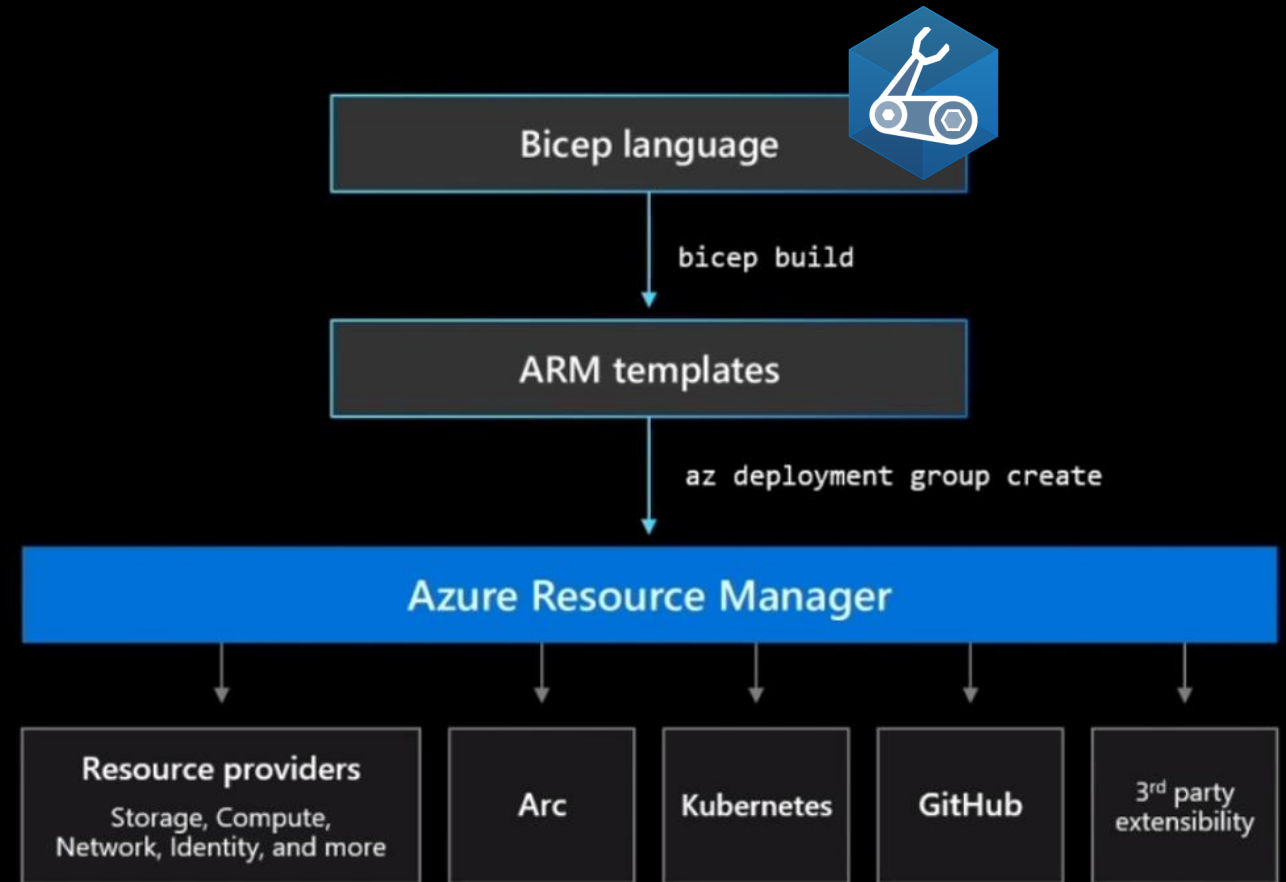 Bicep language
bicep build
ARM templates
az deployment group create
Azure Resource Manager
Resource providers
Storage, Compute,
Network, Identity, and more
Arc
Kubernetes
GitHub
3rd party
extensibility